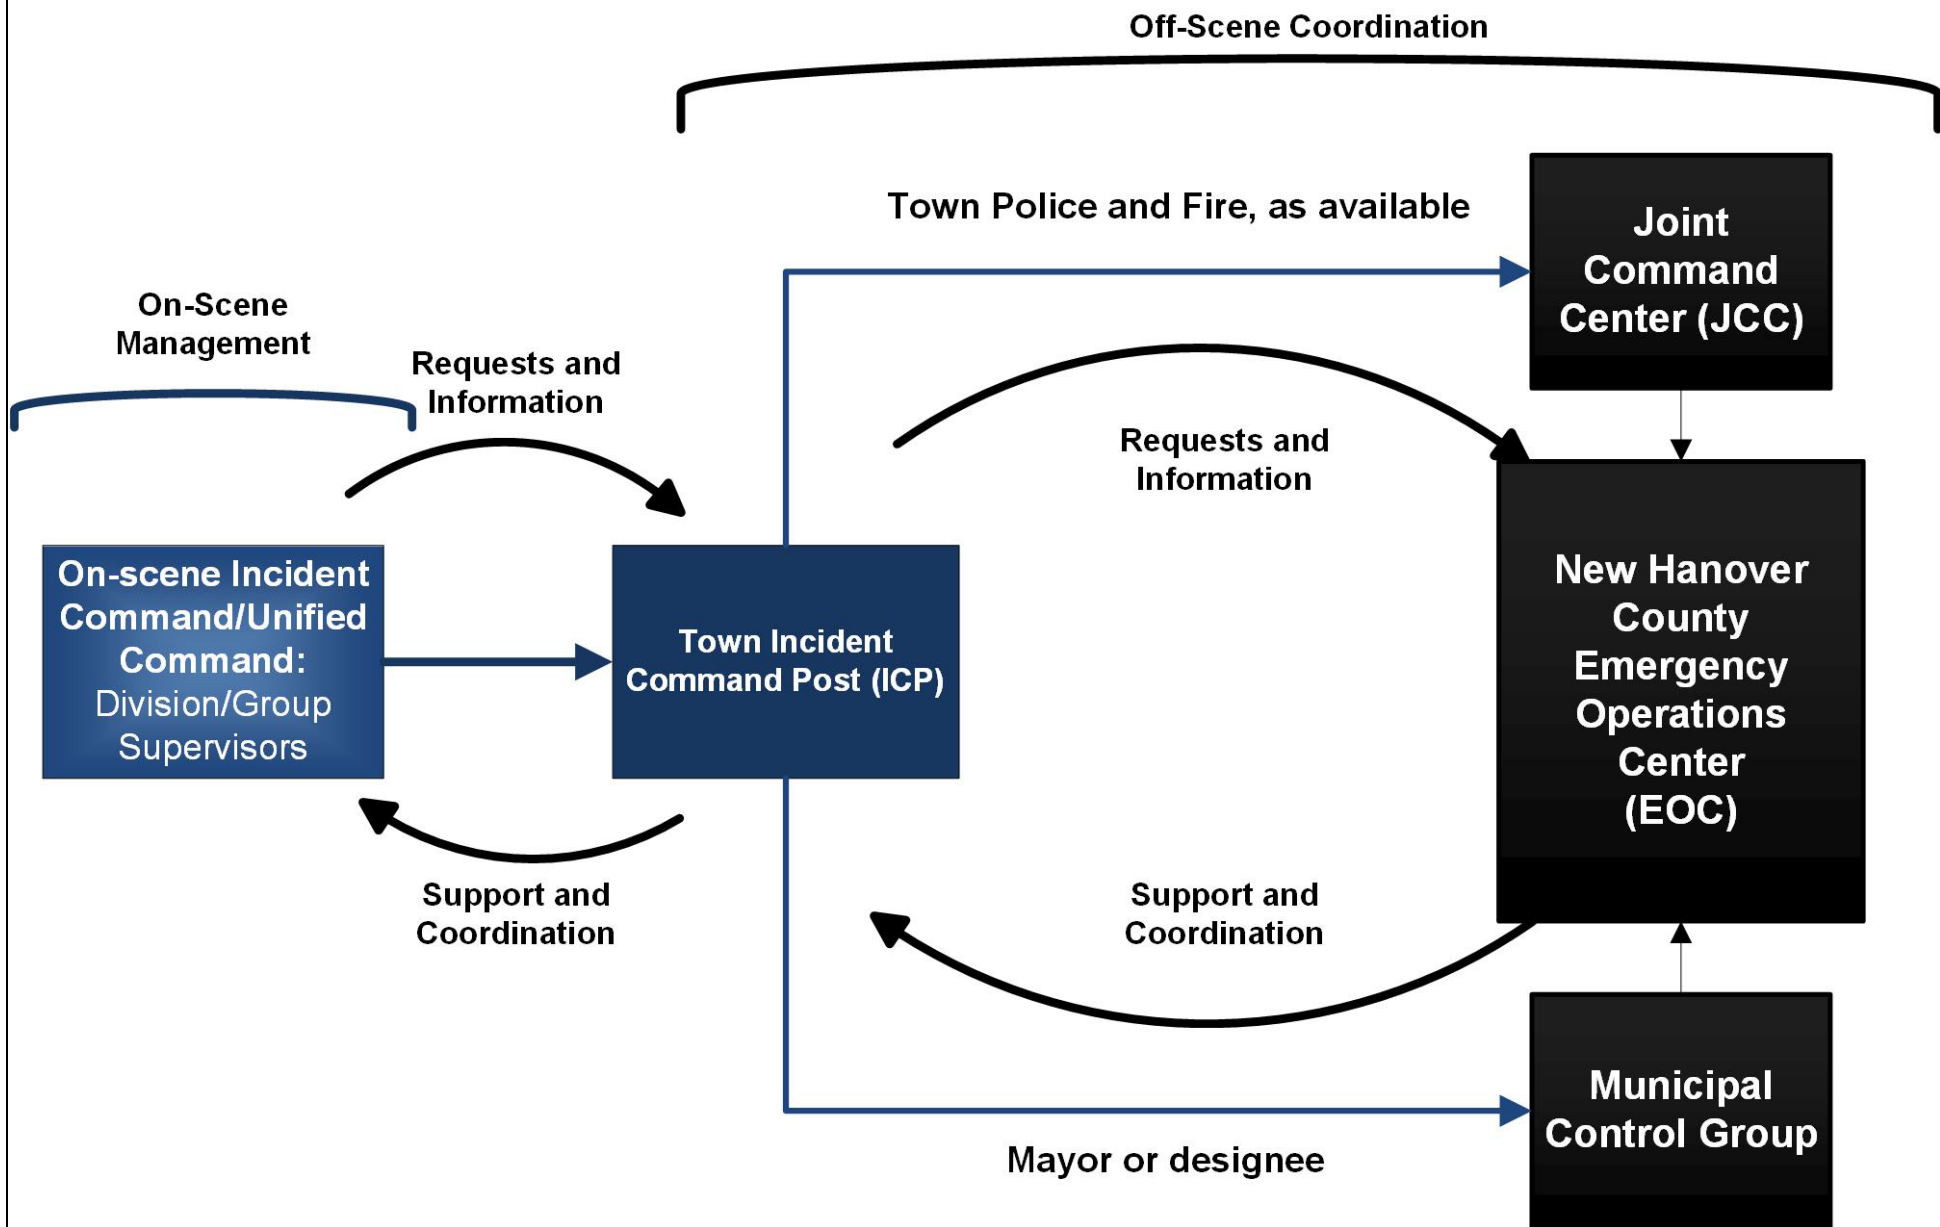 Off-Scene Coordination
Town Police and Fire, as available
Joint
Command
Center (JCC)
On-Scene
Management
Requests and
Information
Requests and
Information
On-scene Incident
Command/Unified
Command:
Division/Group
Supervisors
Town Incident
Command Post (ICP)
New Hanover
County
Emergency
Operations
Center
(EOC)
Support and
Coordination
Support and
Coordination
Mayor or designee
Municipal
Control Group